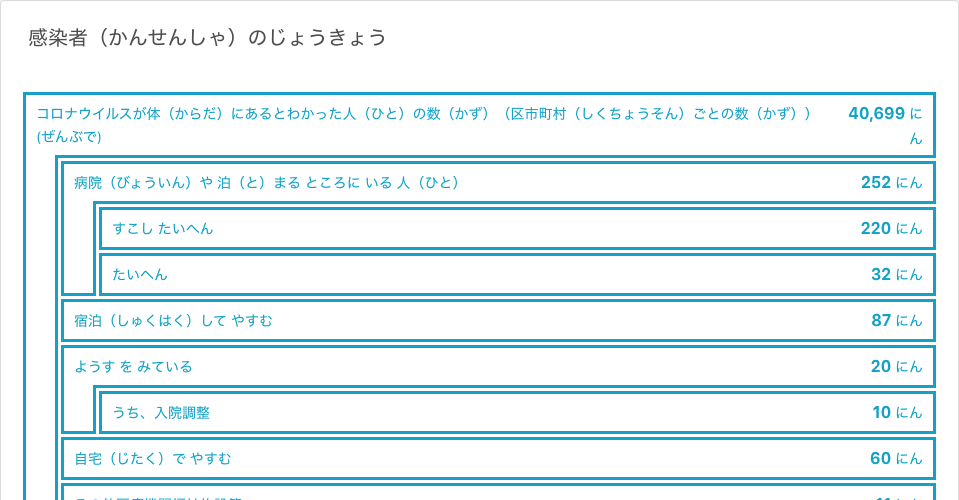 感染者（かんせんしゃ）のじょうきょう
コロナウイルスが体（からだ）にあるとわかった人（ひと）の数（かず）（区市町村（しくちょうそん）ごとの数（かず））
(ぜんぶで)
40,699 に
ん
病院（びょういん）や 泊（と）まる ところに いる 人（ひと） 252 にん
すこし たいへん 220 にん
たいへん 32 にん
宿泊（しゅくはく）して やすむ 87 にん
ようす を みている 20 にん
うち、入院調整 10 にん
自宅（じたく）で やすむ 60 にん